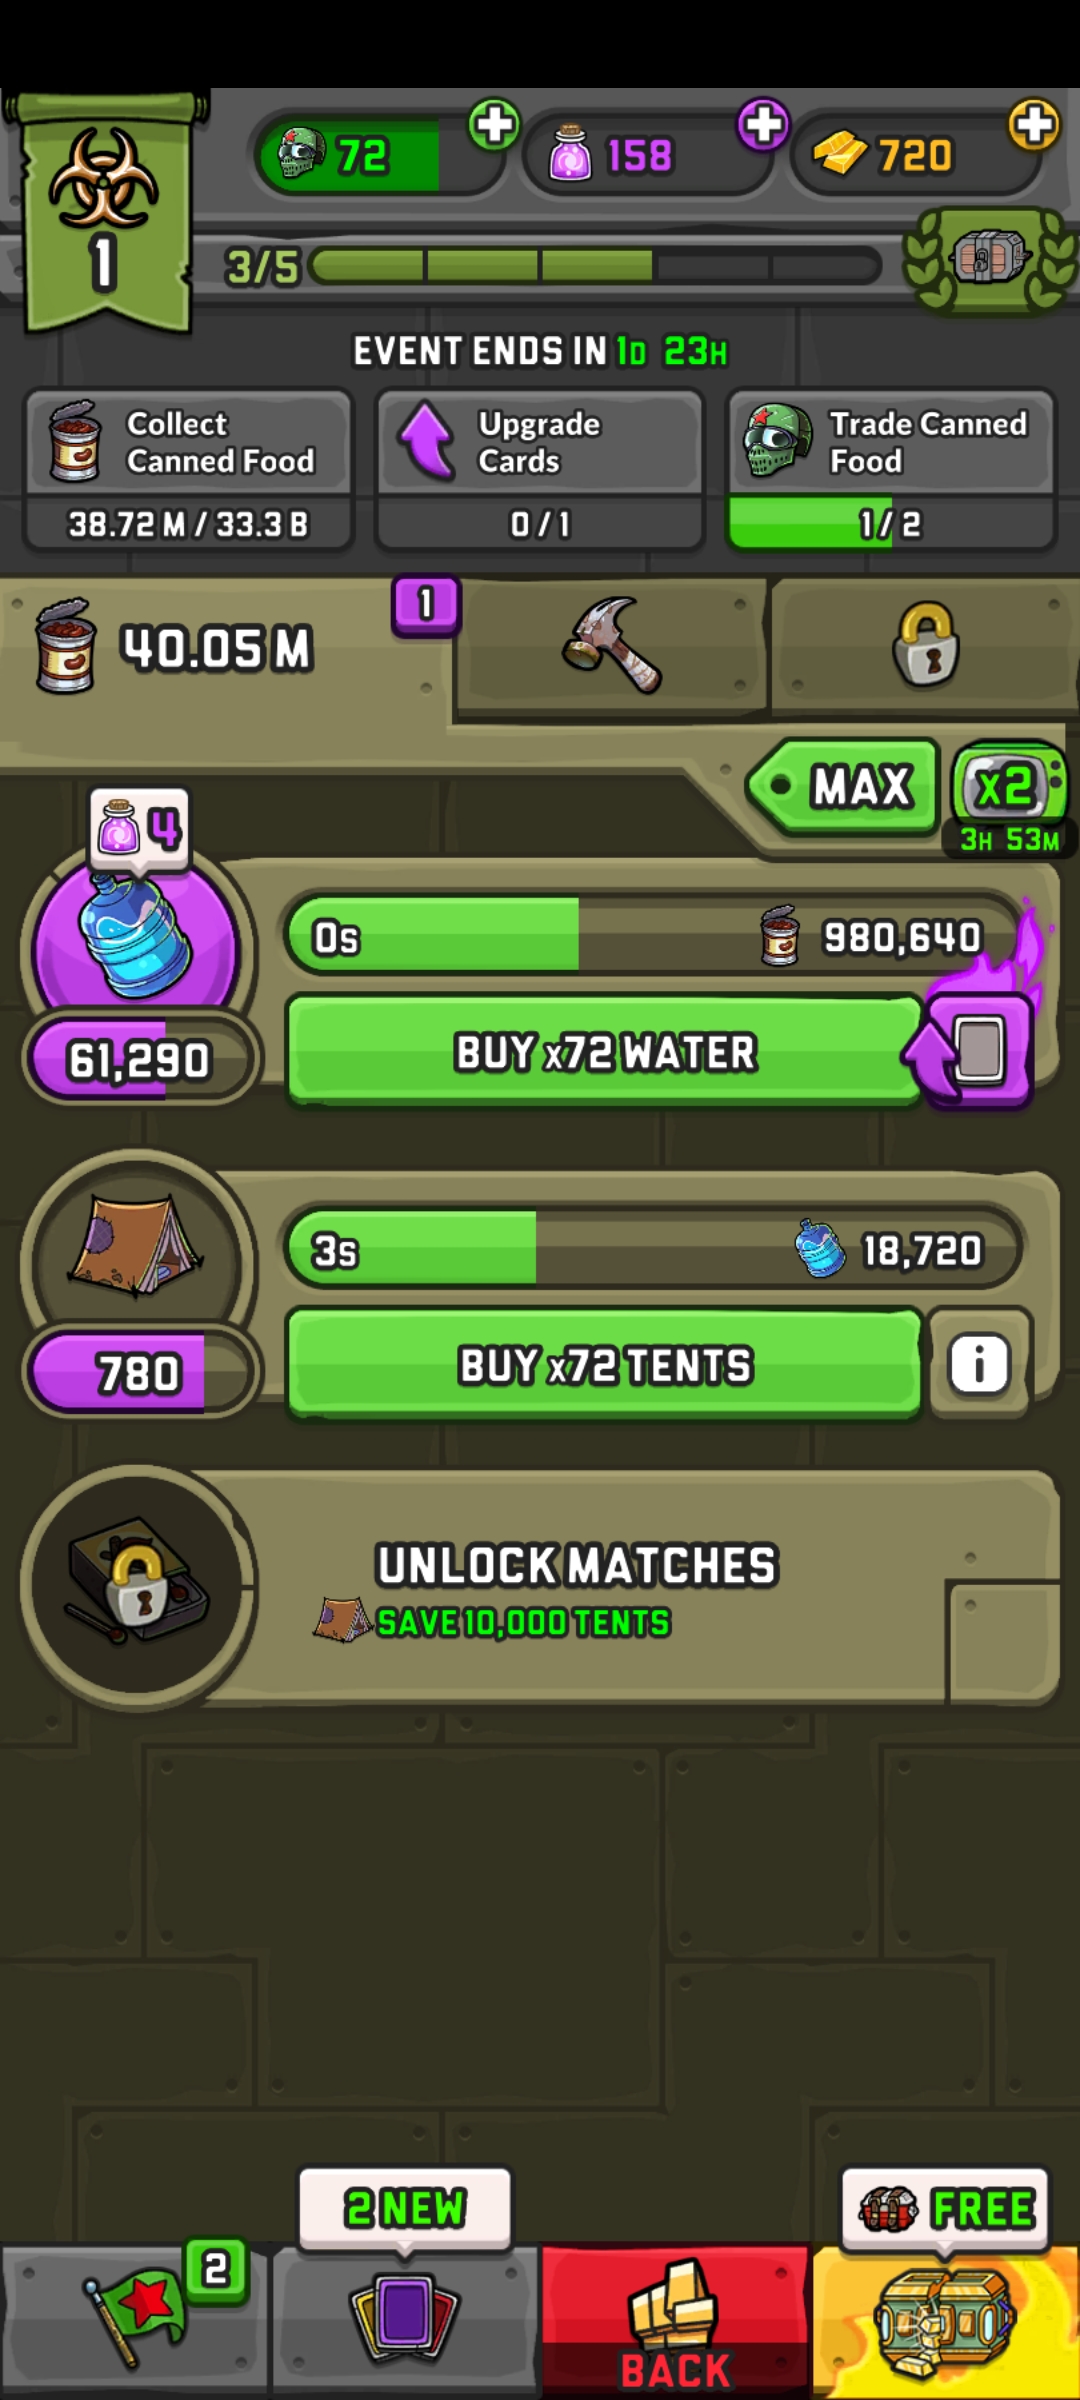 72
158
720
1
3/5
EVENT ENDS IN 1D 23H
Collect
Canned Food
38.72 M / 33.3 B
Upgrade
Cards
0 / 1
Trade Canned
Food
1 / 2
40.05 M
1
MAX
x2
3H 53M
4
0s
980,640
61,290
BUY x72 WATER
3s
18,720
780
BUY x72 TENTS
i
UNLOCK MATCHES
SAVE 10,000 TENTS
2 NEW
FREE
2
BACK